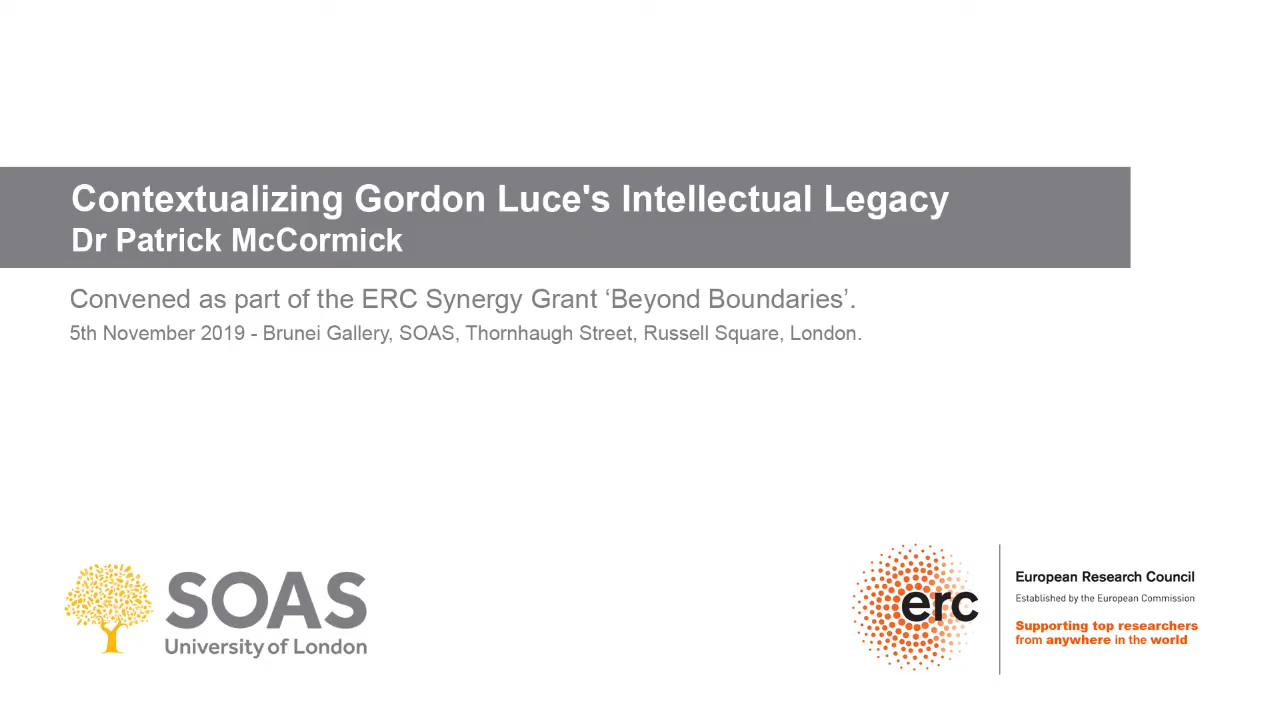 Contextualizing Gordon Luce's Intellectual Legacy
Dr Patrick McCormick
Convened as part of the ERC Synergy Grant ‘Beyond Boundaries’.
5th November 2019 - Brunei Gallery, SOAS, Thornhaugh Street, Russell Square, London.
SOAS
University of London
erc
European Research Council
Established by the European Commission
Supporting top researchers
from anywhere in the world